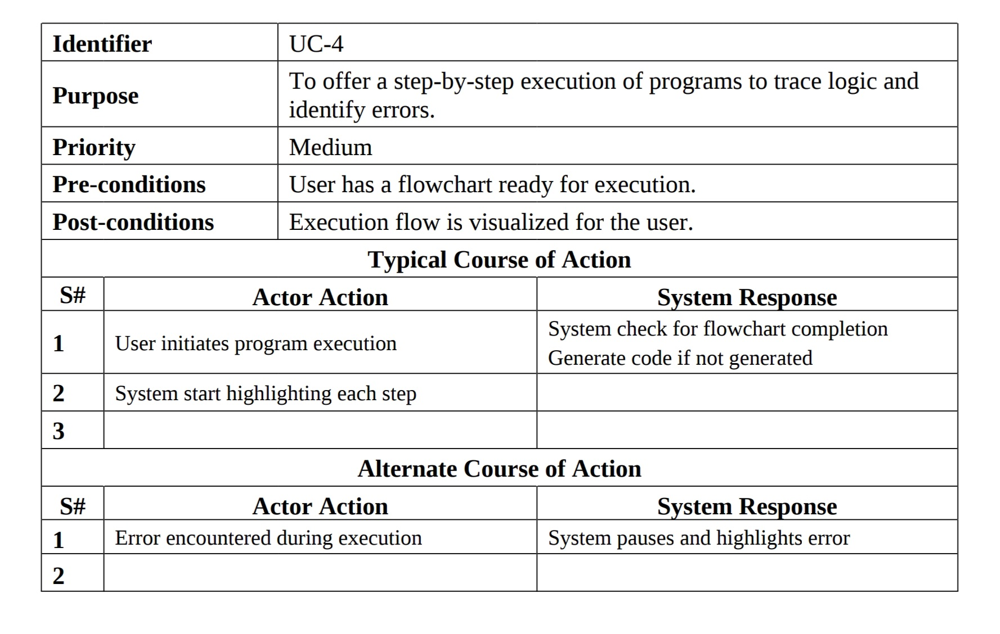 Identifier UC-4
Purpose To offer a step-by-step execution of programs to trace logic and
identify errors.
Priority Medium
Pre-conditions User has a flowchart ready for execution.
Post-conditions Execution flow is visualized for the user.
Typical Course of Action
S# Actor Action System Response
1 User initiates program execution System check for flowchart completion
Generate code if not generated
2 System start highlighting each step
3
Alternate Course of Action
S# Actor Action System Response
1 Error encountered during execution System pauses and highlights error
2